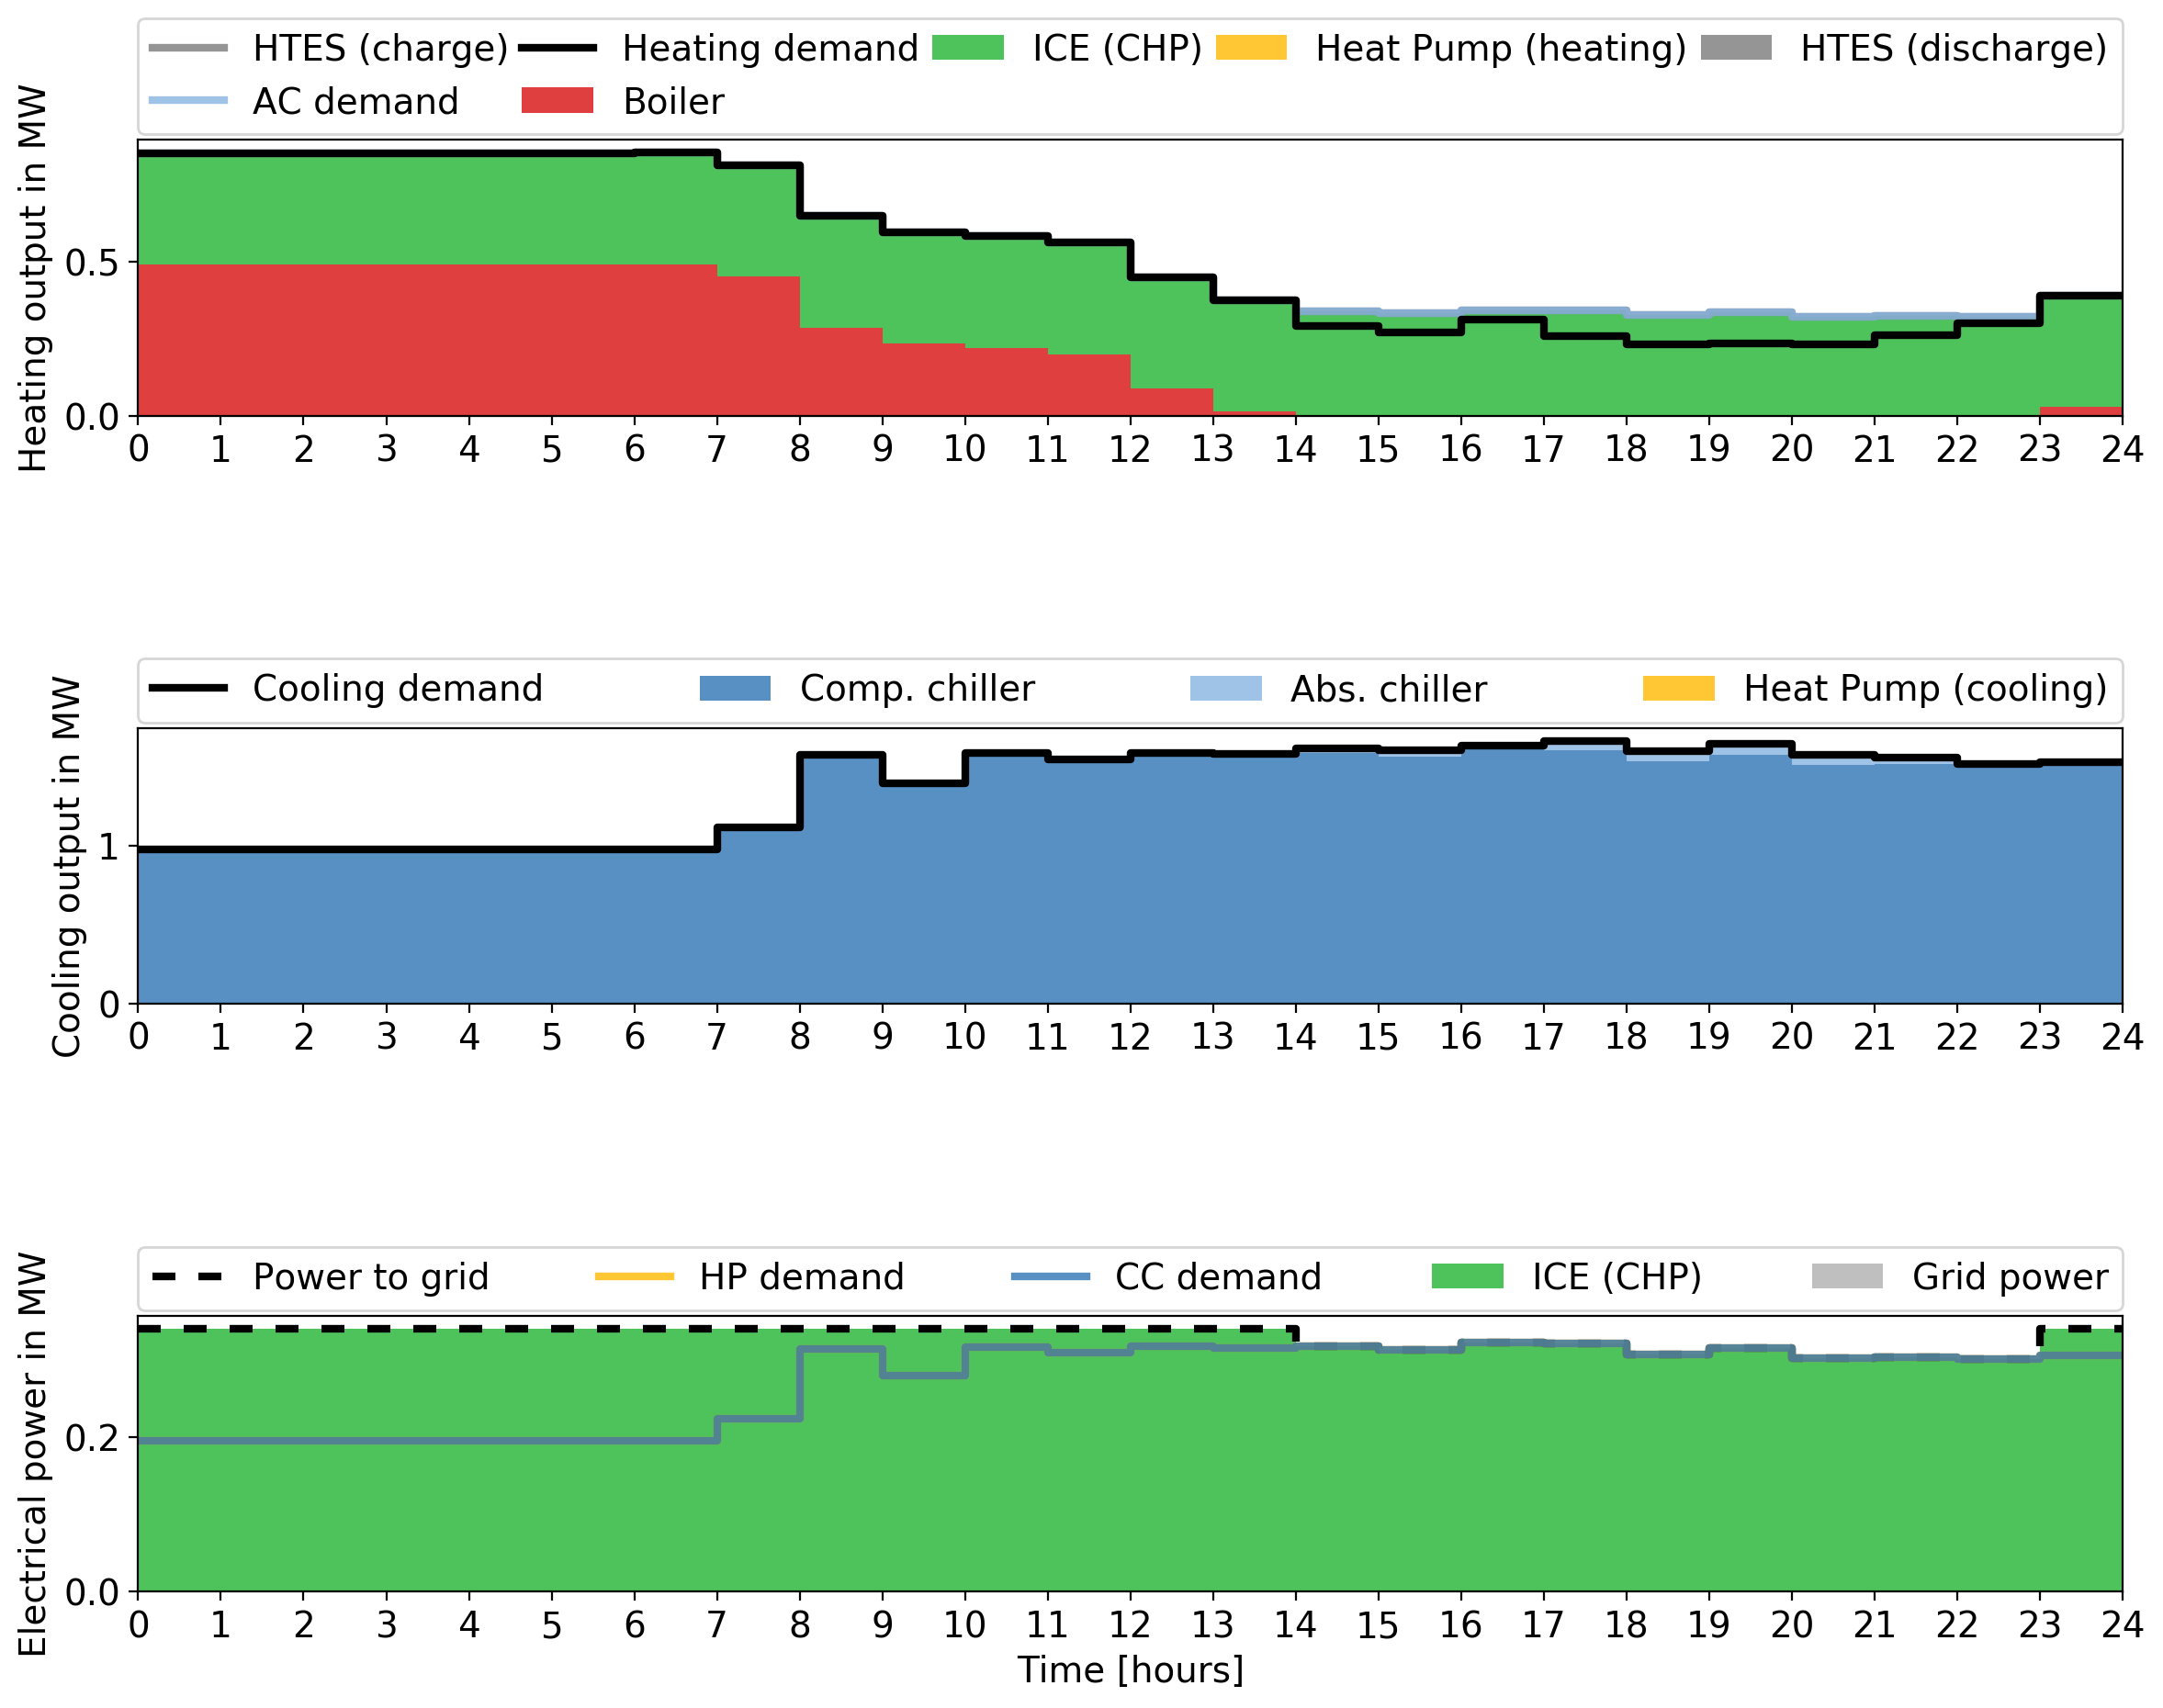 HTES (charge) Heating demand ICE (CHP) Heat Pump (heating) HTES (discharge)
AC demand Boiler
Heating output in MW
0.5
0.0
0 1 2 3 4 5 6 7 8 9 10 11 12 13 14 15 16 17 18 19 20 21 22 23 24
Cooling demand Comp. chiller Abs. chiller Heat Pump (cooling)
Cooling output in MW
1
0
0 1 2 3 4 5 6 7 8 9 10 11 12 13 14 15 16 17 18 19 20 21 22 23 24
Power to grid HP demand CC demand ICE (CHP) Grid power
Electrical power in MW
0.2
0.0
0 1 2 3 4 5 6 7 8 9 10 11 12 13 14 15 16 17 18 19 20 21 22 23 24
Time [hours]